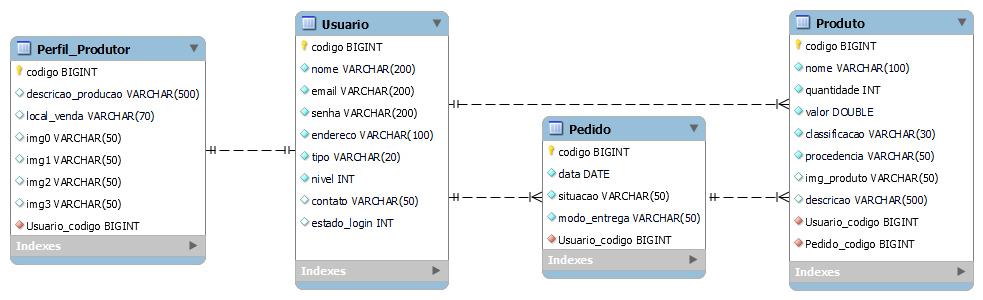 Perfil_Produtor
codigo BIGINT
descricao_producao VARCHAR(500)
local_venda VARCHAR(70)
img0 VARCHAR(50)
img1 VARCHAR(50)
img2 VARCHAR(50)
img3 VARCHAR(50)
Usuario_codigo BIGINT
Indexes
Usuario
codigo BIGINT
nome VARCHAR(200)
email VARCHAR(200)
senha VARCHAR(200)
endereco VARCHAR(100)
tipo VARCHAR(20)
nivel INT
contato VARCHAR(50)
estado_login INT
Indexes
Pedido
codigo BIGINT
data DATE
situacao VARCHAR(50)
modo_entrega VARCHAR(50)
Usuario_codigo BIGINT
Indexes
Produto
codigo BIGINT
nome VARCHAR(100)
quantidade INT
valor DOUBLE
classificacao VARCHAR(30)
procedencia VARCHAR(50)
img_produto VARCHAR(50)
descricao VARCHAR(500)
Usuario_codigo BIGINT
Pedido_codigo BIGINT
Indexes